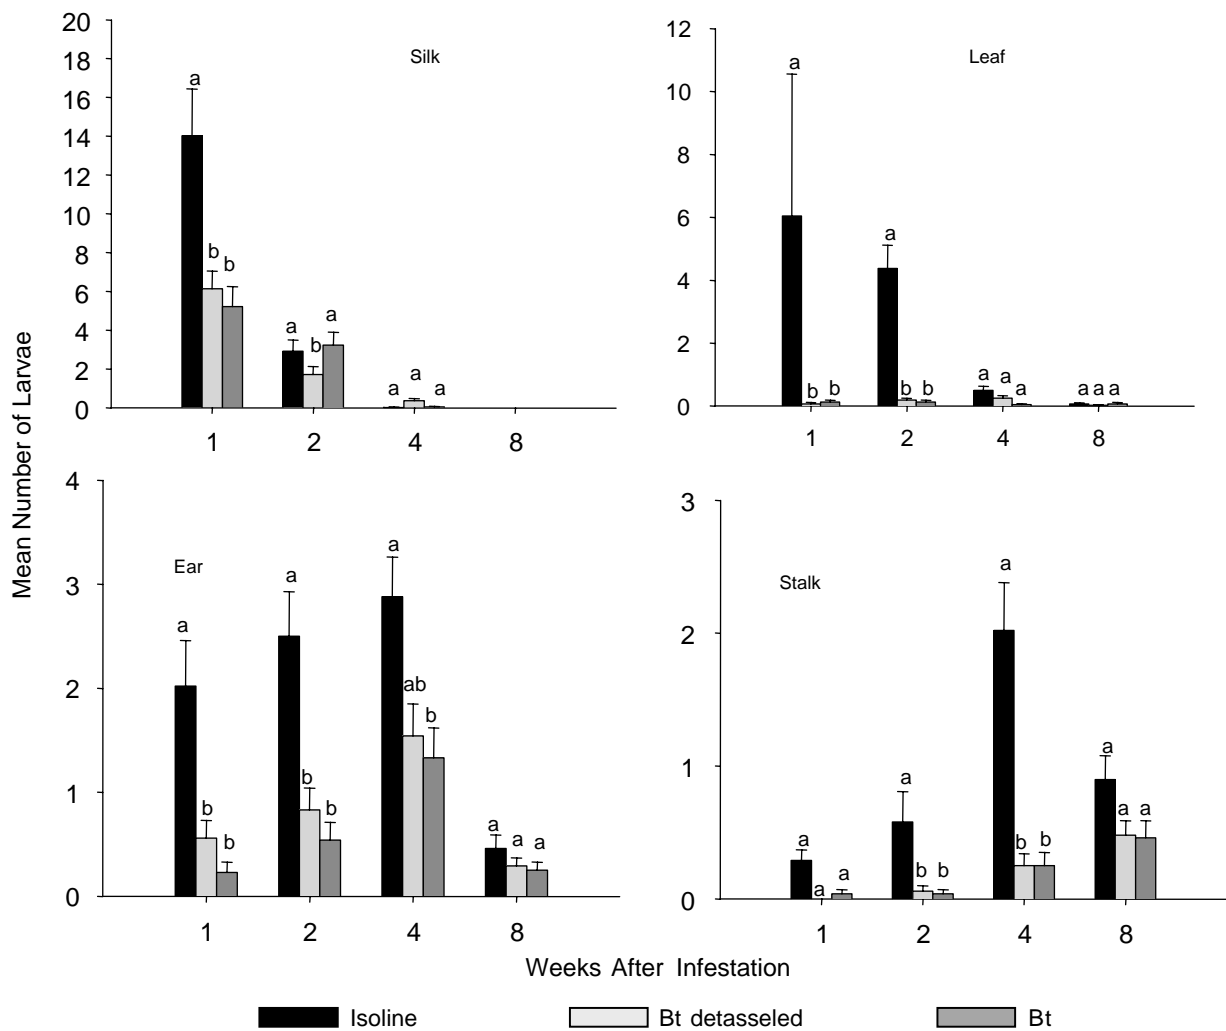 Mean Number of Larvae
Silk
20
18
16
14
12
10
8
6
4
2
0
a
b b
a b a
a a a
1 2 4 8
Leaf
12
10
8
6
4
2
0
a
b b
a
b b
a a a
a a a
1 2 4 8
Ear
4
3
2
1
0
a
b b
a
b b
a
ab b
a a a
1 2 4 8
Stalk
3
2
1
0
a
a a
a
b b
a
b b
a
a a
1 2 4 8
Weeks After Infestation
Isoline Bt detasseled Bt